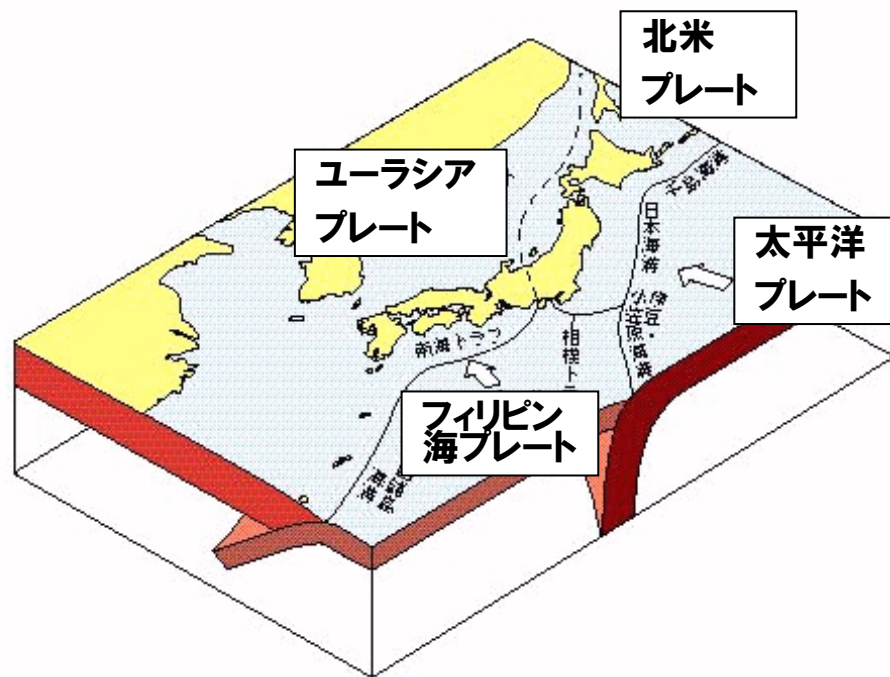 北米
プレート
ユーラシア
プレート
太平洋
プレート
千島海溝
日本海溝
伊豆・
小笠原海溝
南海トラフ
相模ト
フィリピン
海プレート
海溝